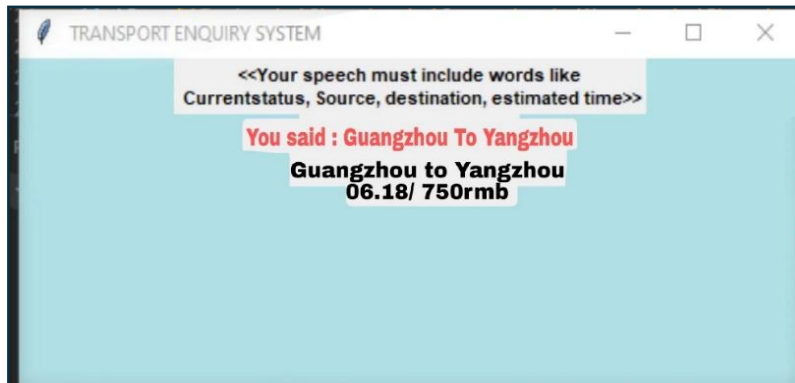 TRANSPORT ENQUIRY SYSTEM
<<Your speech must include words like
Currentstatus, Source, destination, estimated time>>
You said : Guangzhou To Yangzhou
Guangzhou to Yangzhou
06.18/ 750rmb